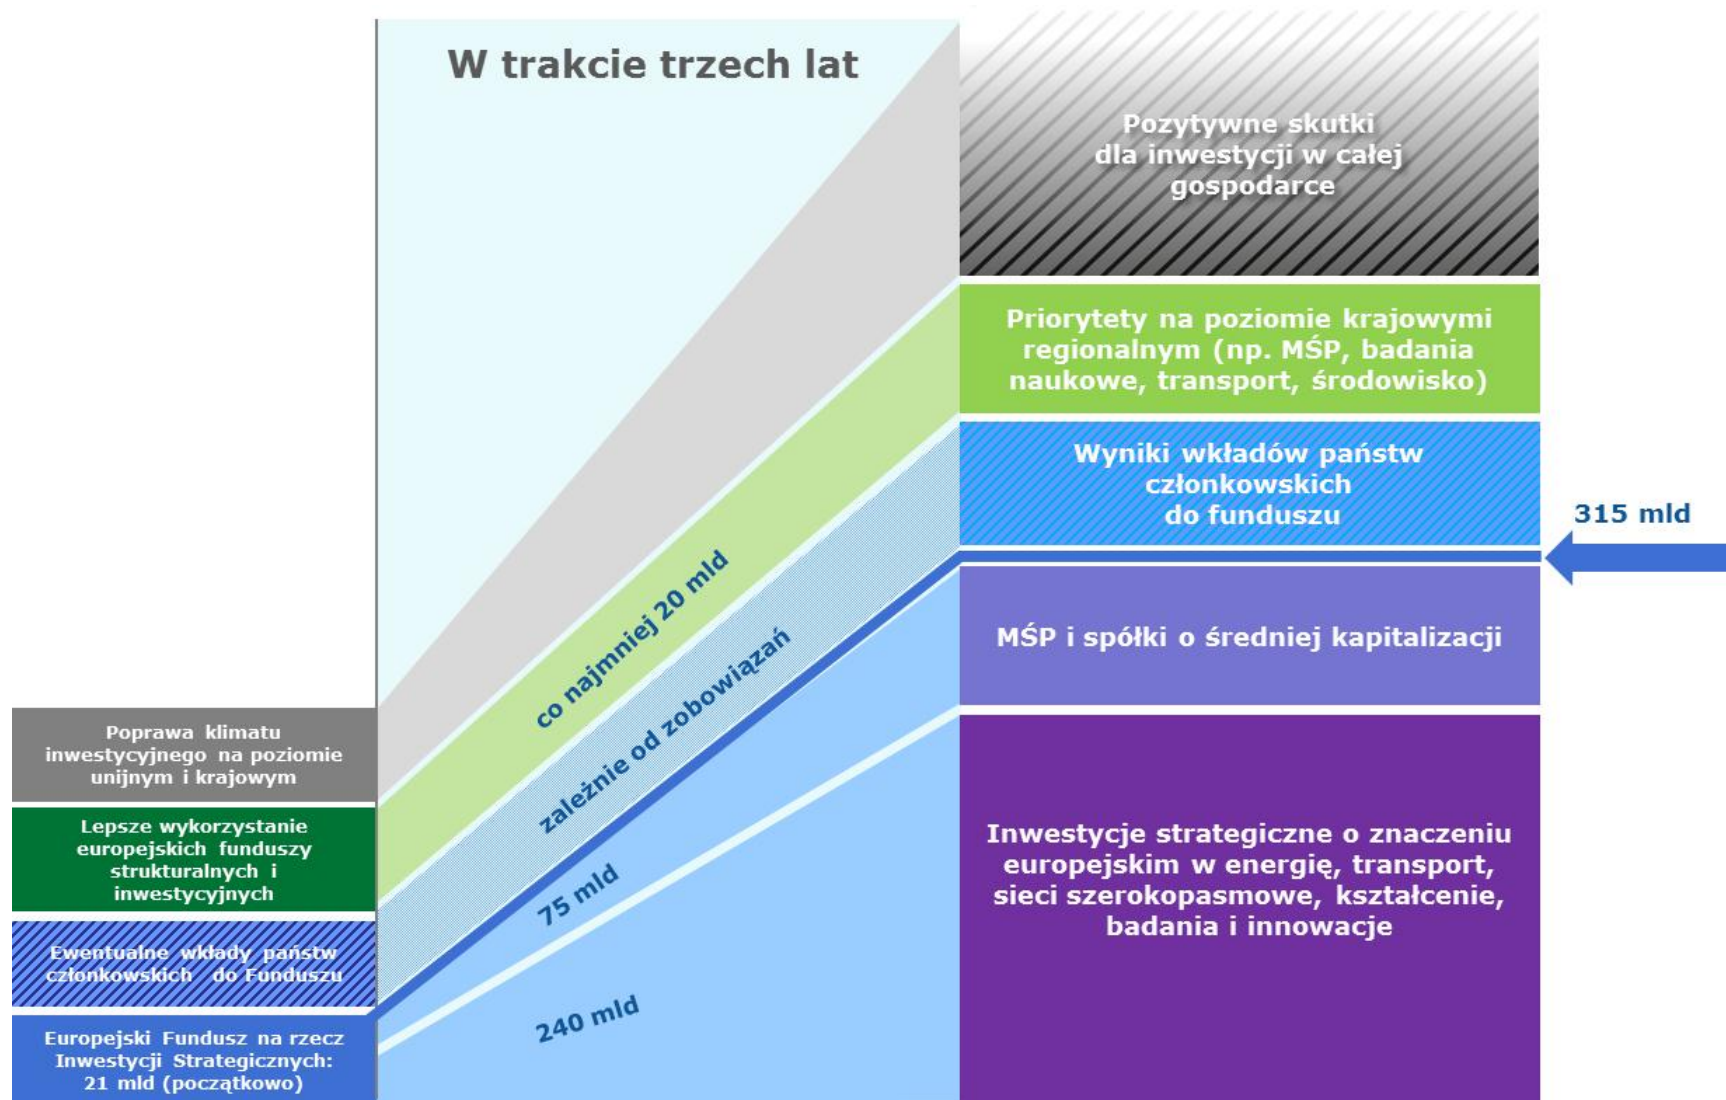 W trakcie trzech lat
Pozytywne skutki
dla inwestycji w całej
gospodarce
Priorytety na poziomie krajowymi
regionalnym (np. MŚP, badania
naukowe, transport, środowisko)
Wyniki wkładów państw
członkowskich
do funduszu
315 mld
MŚP i spółki o średniej kapitalizacji
Inwestycje strategiczne o znaczeniu
europejskim w energię, transport,
sieci szerokopasmowe, kształcenie,
badania i innowacje
co najmniej 20 mld
zależnie od zobowiązań
75 mld
240 mld
Poprawa klimatu
inwestycyjnego na poziomie
unijnym i krajowym
Lepsze wykorzystanie
europejskich funduszy
strukturalnych i
inwestycyjnych
Ewentualne wkłady państw
członkowskich do Funduszu
Europejski Fundusz na rzecz
Inwestycji Strategicznych:
21 mld (początkowo)